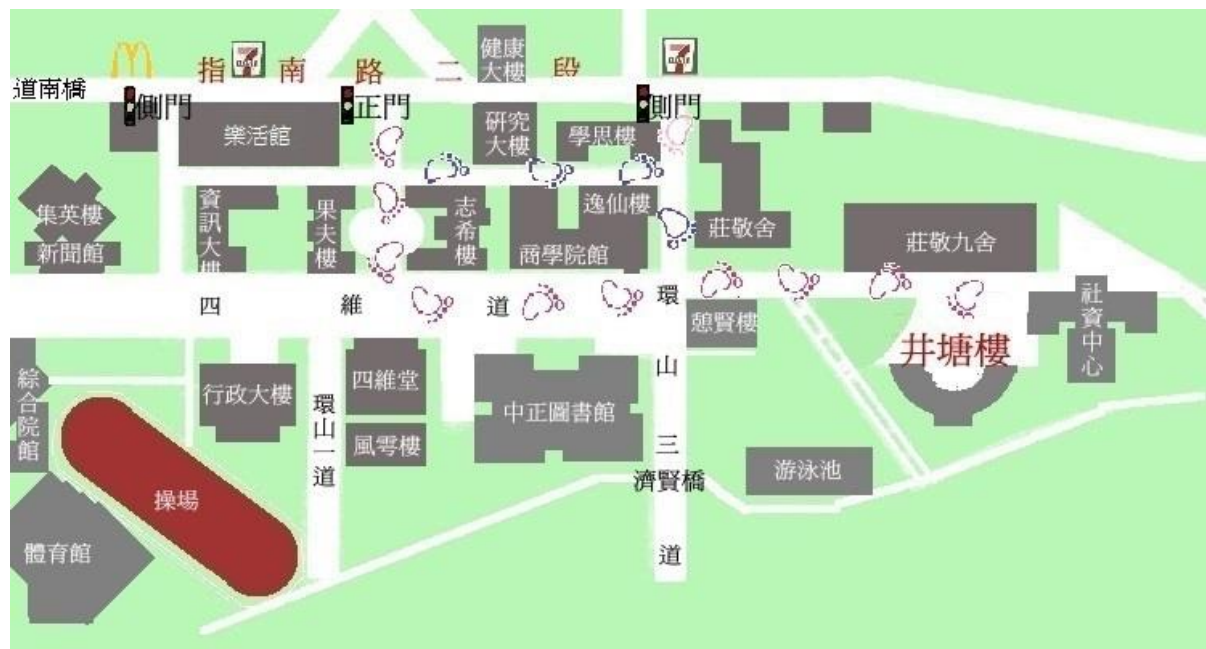 健康
大樓
指南路二段
道南橋
側門
正門
側門
樂活館
研究
大樓
學思樓
集英樓
新聞館
資訊大樓
果夫樓
志希樓
逸仙樓
商學院館
莊敬舍
莊敬九舍
四維道
環山三道
憩賢樓
井塘樓
社資中心
綜合院館
行政大樓
環山一道
四維堂
風雩樓
中正圖書館
濟賢橋
游泳池
操場
體育館